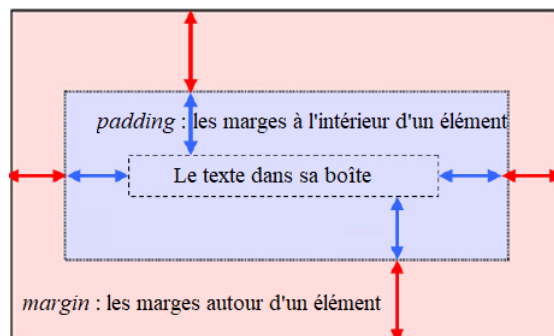 padding : les marges à l'intérieur d'un élément
Le texte dans sa boîte
margin : les marges autour d'un élément